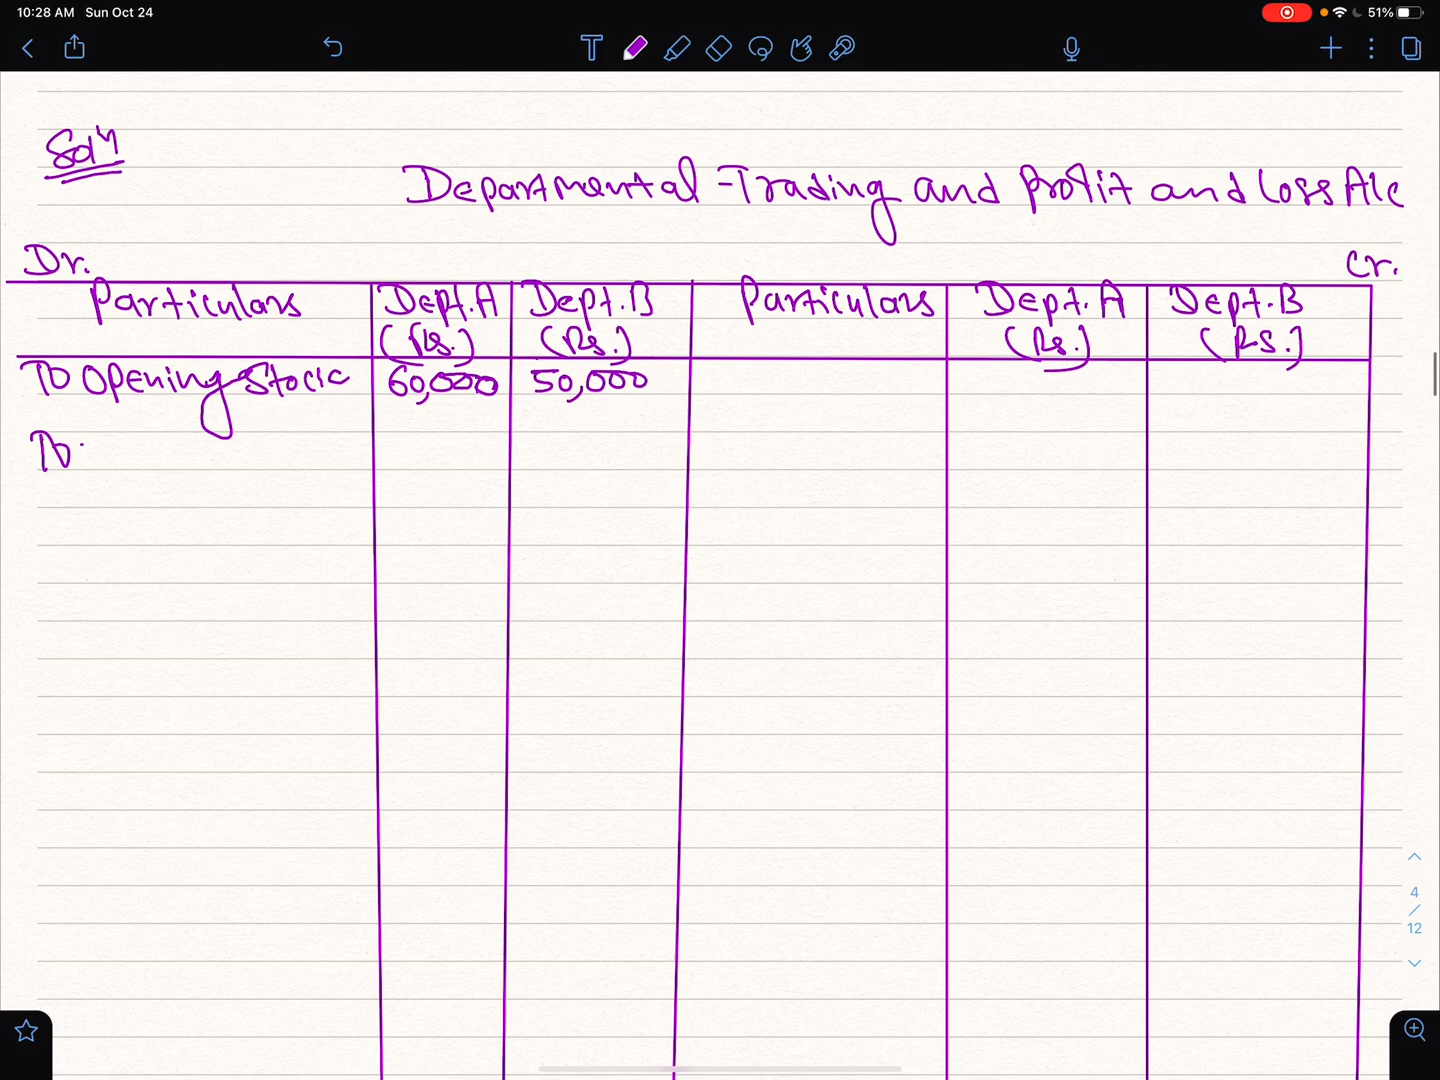 10:28 AM Sun Oct 24
51%
Soln
Departmental Trading and Profit and Loss A/c
Dr.
Cr.
Particulars Dept. A (Rs.) Dept. B (Rs.) Particulars Dept. A (Rs.) Dept. B (Rs.)
To Opening Stock 60,000 50,000
To
4
/
12